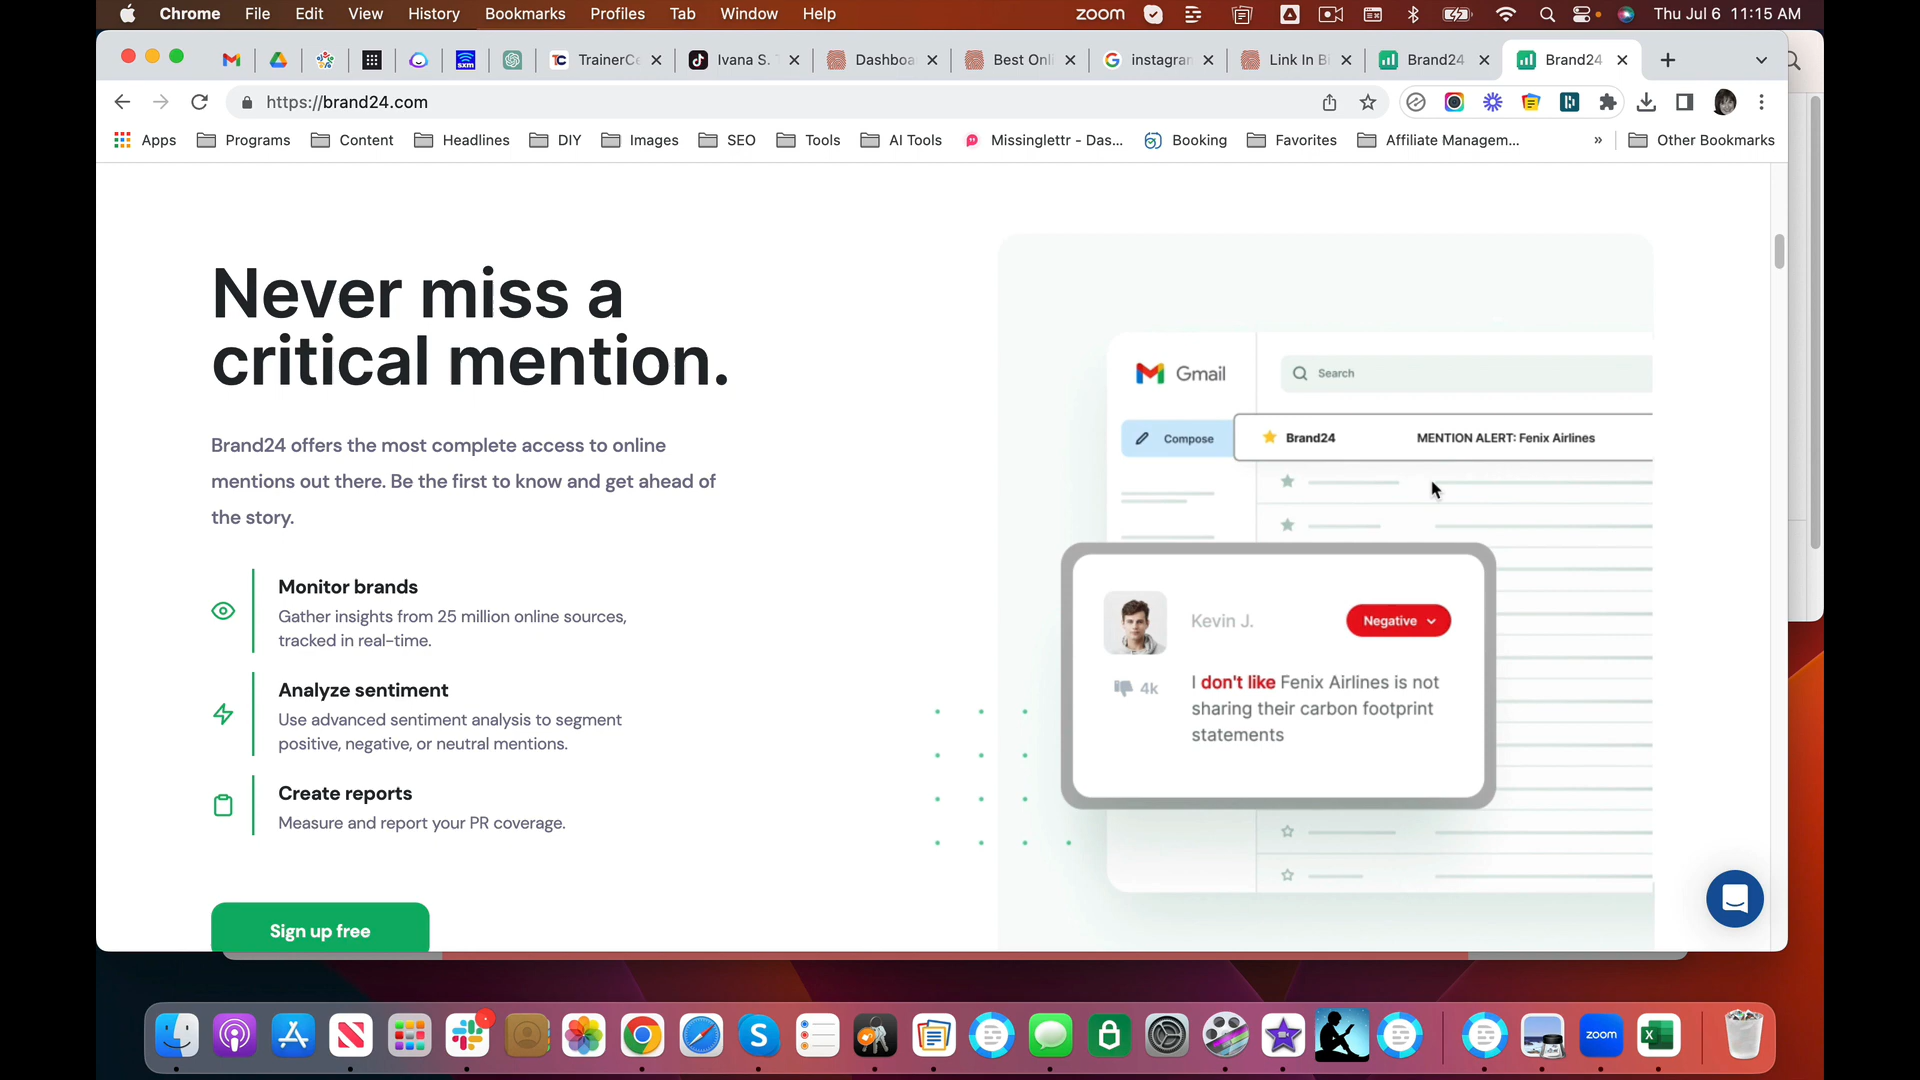 Chrome File Edit View History Bookmarks Profiles Tab Window Help zoom Thu Jul 6 11:15 AM
TrainerCe Ivana S. Dashboa Best Onl instagram Link In B Brand24 Brand24
https://brand24.com
Apps Programs Content Headlines DIY Images SEO Tools AI Tools Missinglettr - Das... Booking Favorites Affiliate Managem... » Other Bookmarks
Never miss a
critical mention.
Brand24 offers the most complete access to online
mentions out there. Be the first to know and get ahead of
the story.
Monitor brands
Gather insights from 25 million online sources,
tracked in real-time.
Analyze sentiment
Use advanced sentiment analysis to segment
positive, negative, or neutral mentions.
Create reports
Measure and report your PR coverage.
Sign up free
Gmail
Search
Compose
Brand24 MENTION ALERT: Fenix Airlines
Kevin J.
Negative
4k
I don't like Fenix Airlines is not
sharing their carbon footprint
statements
zoom